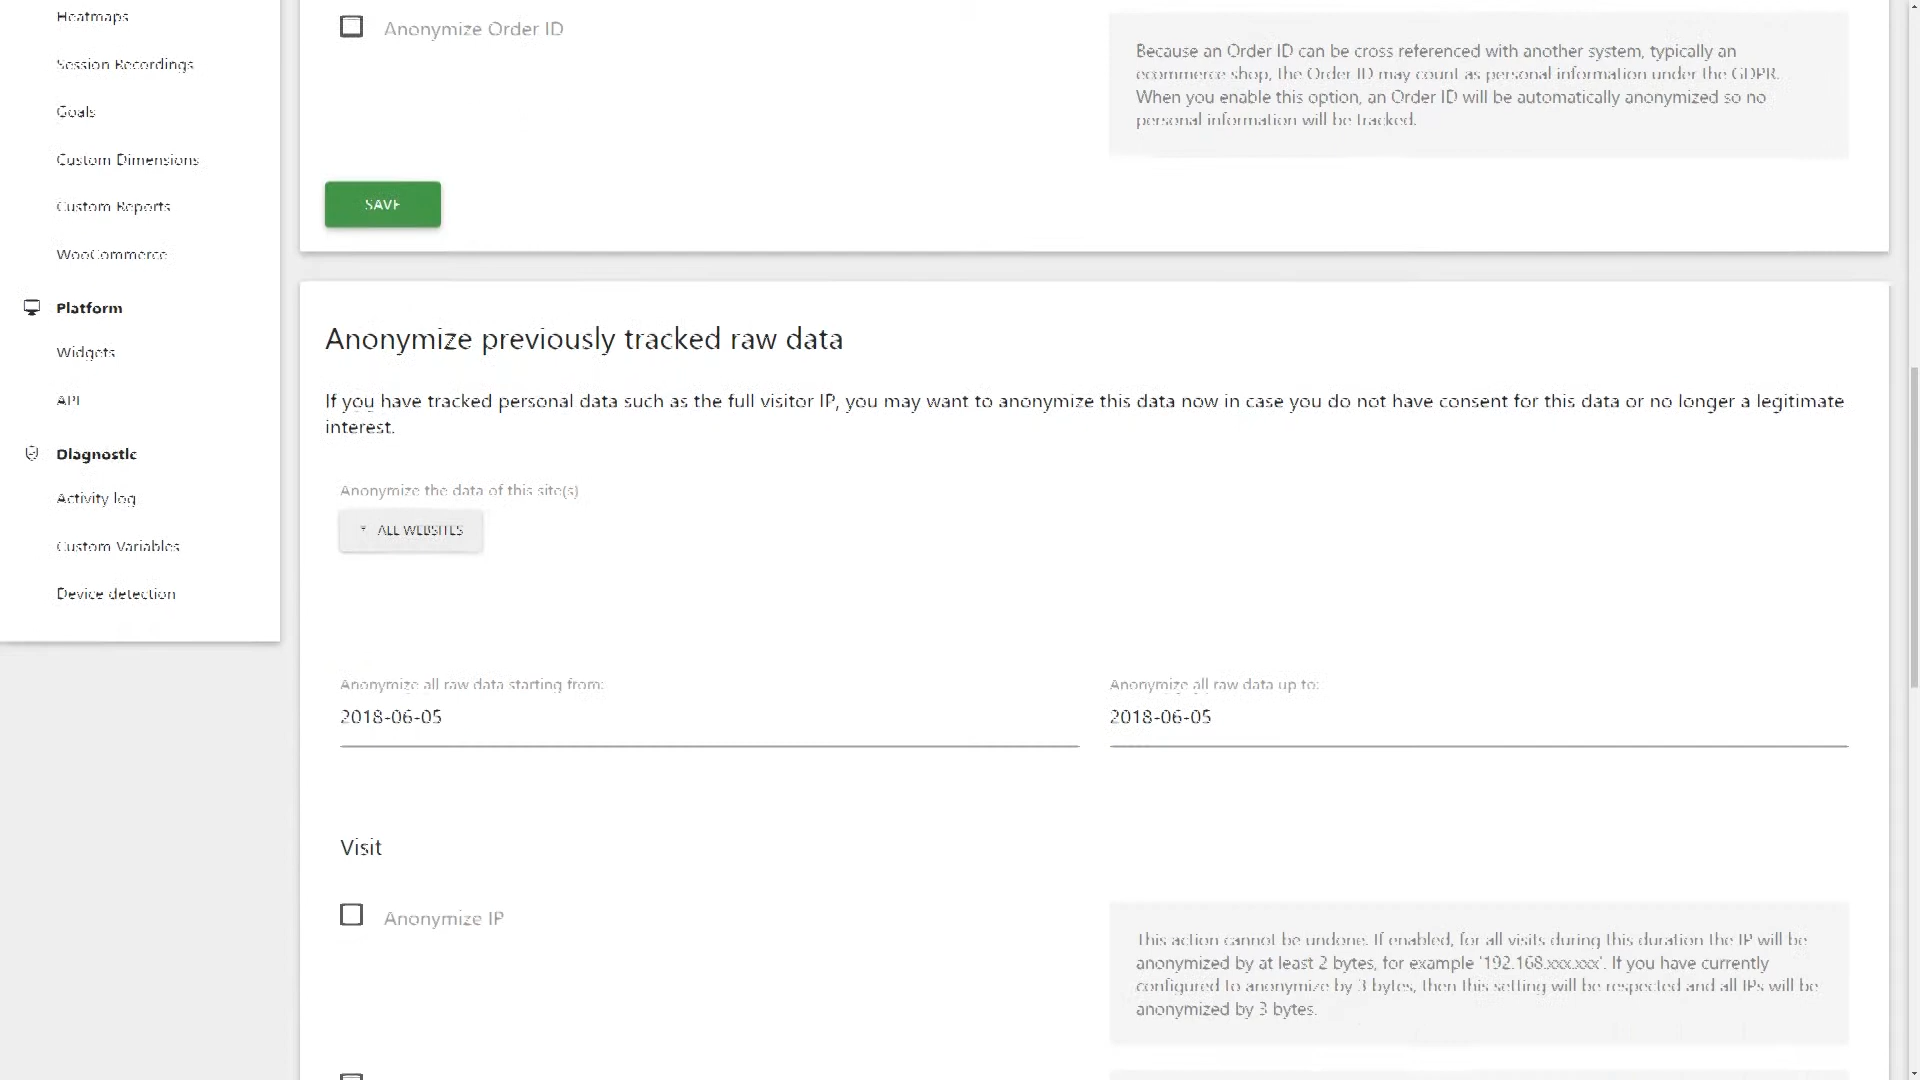 Heatmaps
Session Recordings
Goals
Custom Dimensions
Custom Reports
WooCommerce
Platform
Widgets
API
Diagnostic
Activity log
Custom Variables
Device detection
Anonymize Order ID
Because an Order ID can be cross referenced with another system, typically an
ecommerce shop, the Order ID may count as personal information under the GDPR.
When you enable this option, an Order ID will be automatically anonymized so no
personal information will be tracked.
SAVE
Anonymize previously tracked raw data
If you have tracked personal data such as the full visitor IP, you may want to anonymize this data now in case you do not have consent for this data or no longer a legitimate
interest.
Anonymize the data of this site(s)
ALL WEBSITES
Anonymize all raw data starting from:
2018-06-05
Anonymize all raw data up to:
2018-06-05
Visit
Anonymize IP
This action cannot be undone. If enabled, for all visits during this duration the IP will be
anonymized by at least 2 bytes, for example '192.168.xxx.xxx'. If you have currently
configured to anonymize by 3 bytes, then this setting will be respected and all IPs will be
anonymized by 3 bytes.